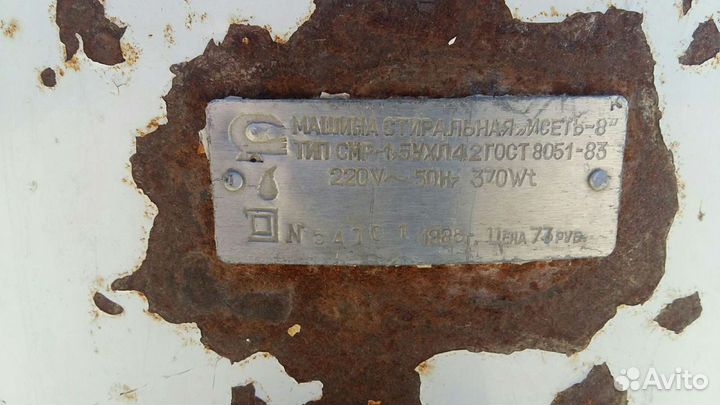 МАШИНА СТИРАЛЬНАЯ „ИСЕТЬ-8"
ТИП СМР-1,5УХЛ4.2 ГОСТ 8051-83
220V ~ 50Hz 370Wt
N 1988г. ЦЕНА 77 РУБ.
Avito